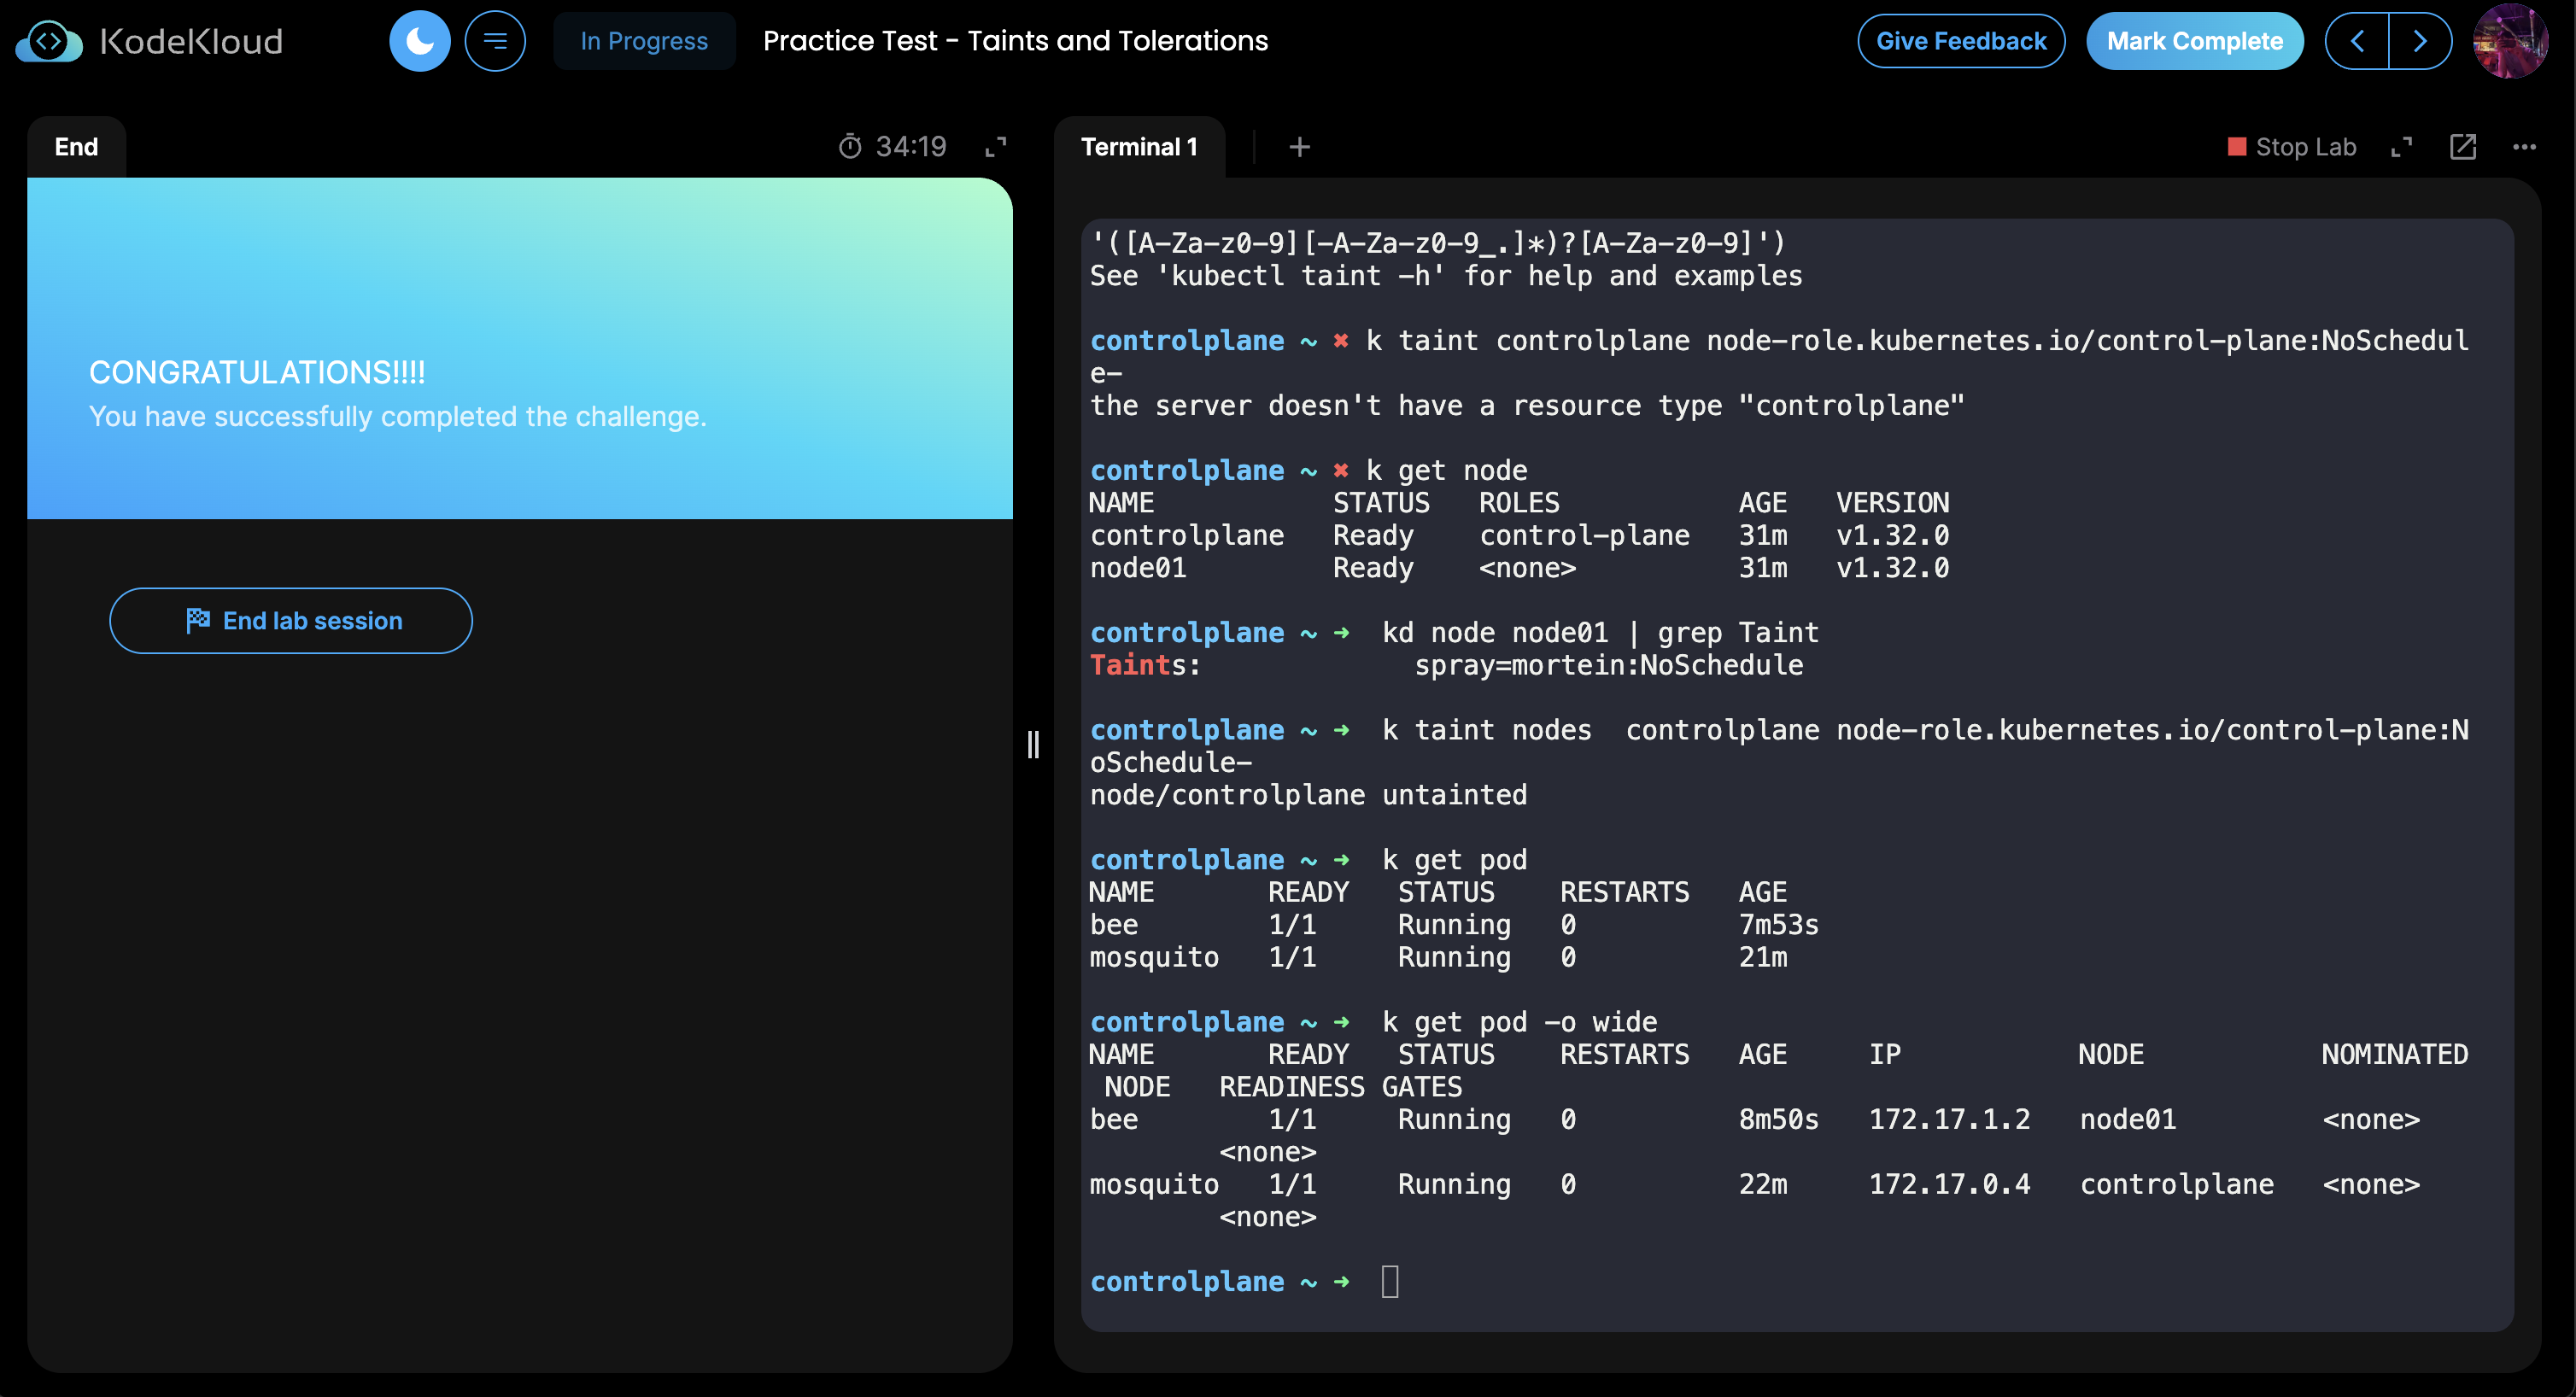 KodeKloud
In Progress
Practice Test - Taints and Tolerations
Give Feedback
Mark Complete
End
34:19
CONGRATULATIONS!!!!
You have successfully completed the challenge.
End lab session
Terminal 1
Stop Lab
'([A-Za-z0-9][-A-Za-z0-9_.]*)?[A-Za-z0-9]')
See 'kubectl taint -h' for help and examples
controlplane ~ ✖ k taint controlplane node-role.kubernetes.io/control-plane:NoSchedul
e-
the server doesn't have a resource type "controlplane"
controlplane ~ ✖ k get node
NAME STATUS ROLES AGE VERSION
controlplane Ready control-plane 31m v1.32.0
node01 Ready <none> 31m v1.32.0
controlplane ~ ➜ kd node node01 | grep Taint
Taints: spray=mortein:NoSchedule
controlplane ~ ➜ k taint nodes controlplane node-role.kubernetes.io/control-plane:N
oSchedule-
node/controlplane untainted
controlplane ~ ➜ k get pod
NAME READY STATUS RESTARTS AGE
bee 1/1 Running 0 7m53s
mosquito 1/1 Running 0 21m
controlplane ~ ➜ k get pod -o wide
NAME READY STATUS RESTARTS AGE IP NODE NOMINATED
NODE READINESS GATES
bee 1/1 Running 0 8m50s 172.17.1.2 node01 <none>
<none>
mosquito 1/1 Running 0 22m 172.17.0.4 controlplane <none>
<none>
controlplane ~ ➜